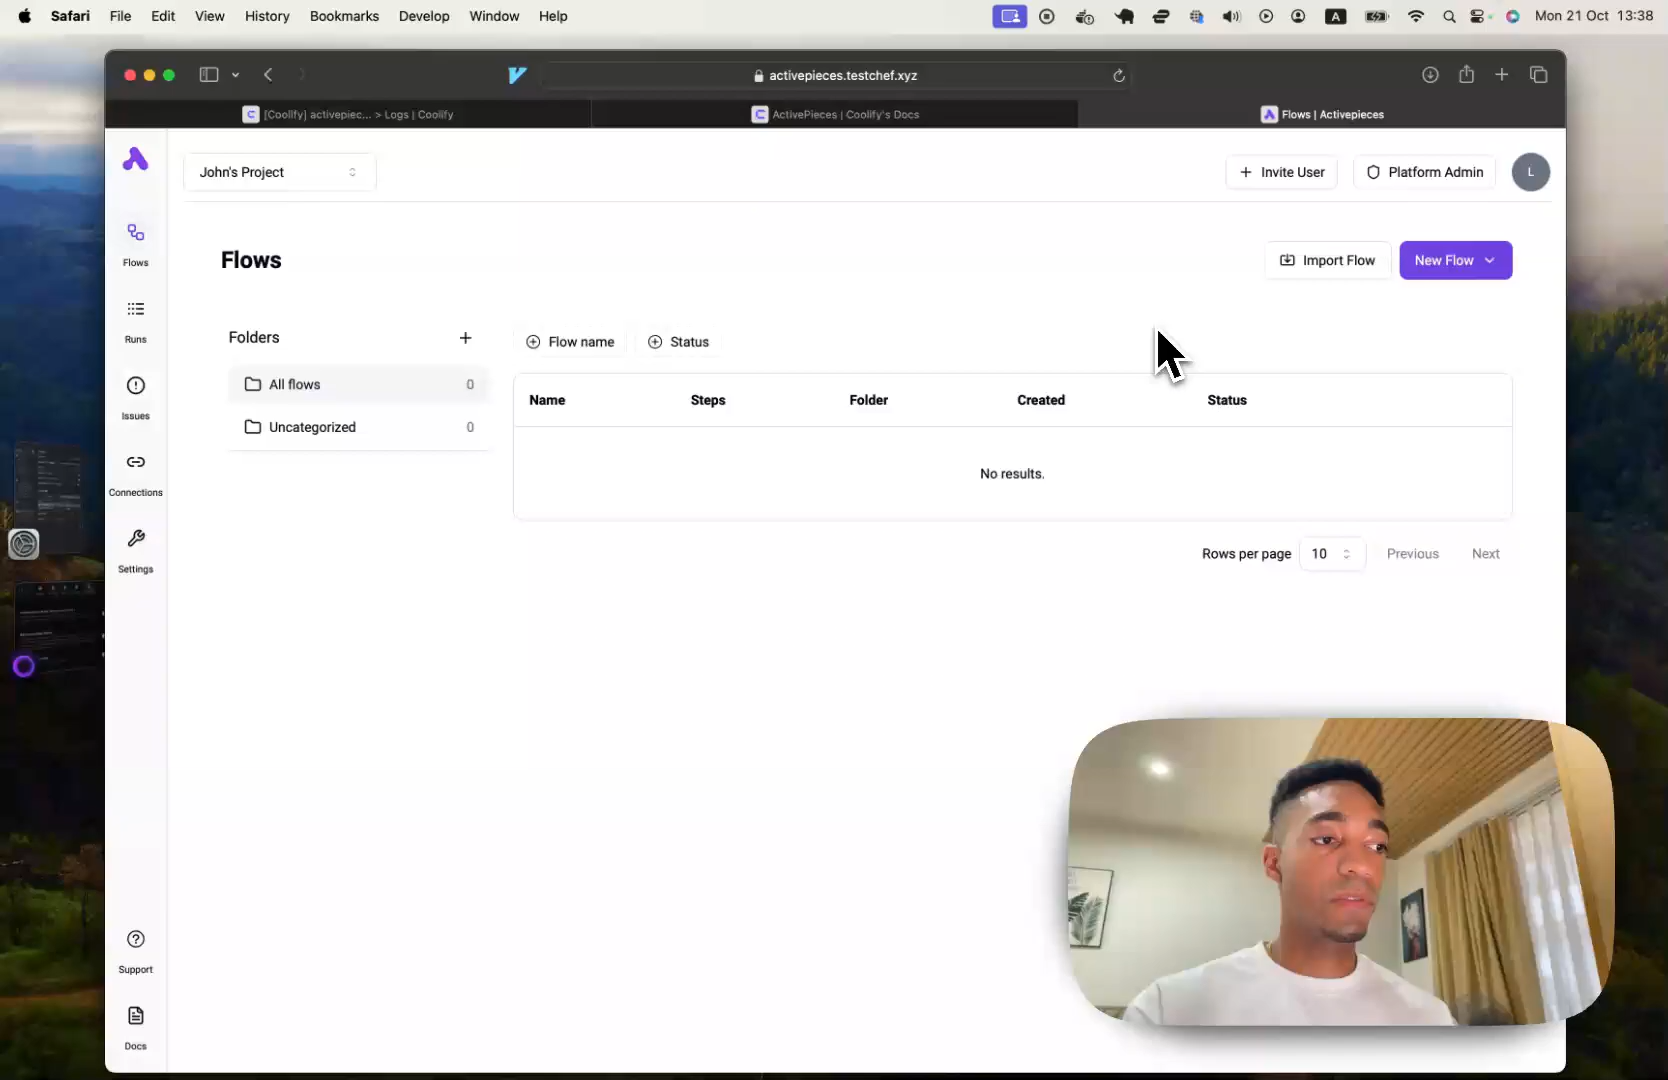 Safari File Edit View History Bookmarks Develop Window Help
A
Mon 21 Oct 13:38
activepieces.testchef.xyz
[Coolify] activepiec... > Logs | Coolify
ActivePieces | Coolify's Docs
Flows | Activepieces
John's Project
Invite User
Platform Admin
L
Flows
Runs
Issues
Connections
Settings
Support
Docs
Flows
Import Flow
New Flow
Folders
All flows 0
Uncategorized 0
Flow name
Status
Name Steps Folder Created Status
No results.
Rows per page 10 Previous Next